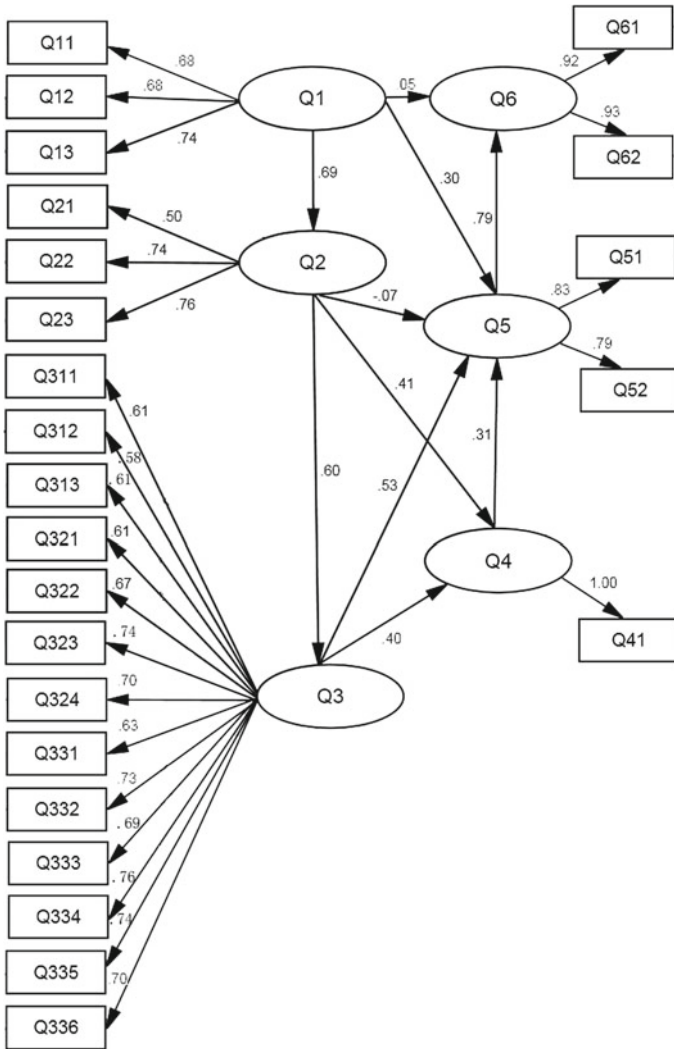 Q61
Q11
.68
.92
Q12
.68
Q1
.05
Q6
.93
Q13
.74
Q62
.69
.30
Q21
.50
.79
Q22
.74
Q2
Q51
-.07
.83
Q23
.76
Q5
.79
Q311
.61
.41
Q52
Q312
.58
.31
Q313
.61
.60
.53
Q321
.61
Q4
Q322
.67
1.00
Q323
.74
.40
Q41
Q324
.70
Q3
Q331
.63
Q332
.73
.69
Q333
.76
Q334
.74
Q335
.70
Q336